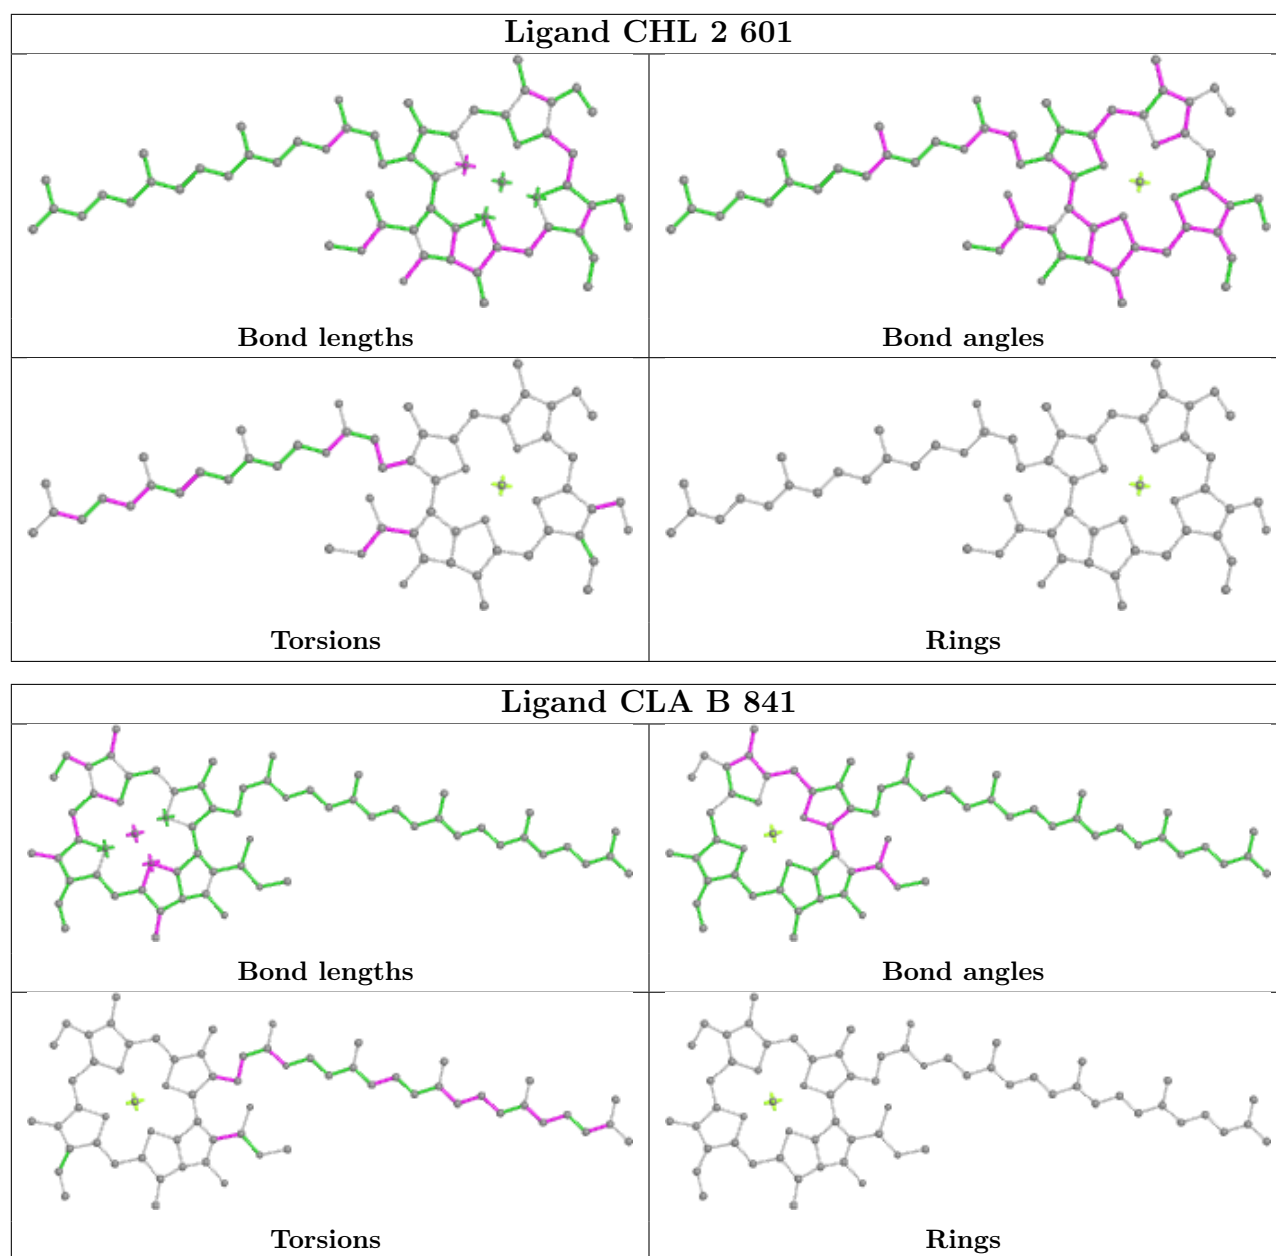 Ligand CHL 2 601
Bond lengths
Bond angles
Torsions
Rings
Ligand CLA B 841
Bond lengths
Bond angles
Torsions
Rings